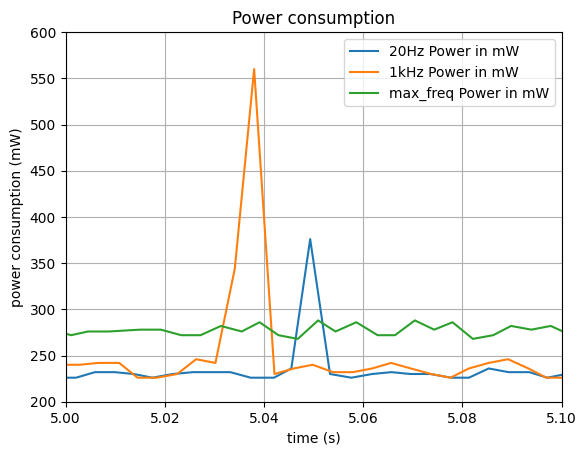 Power consumption
20Hz Power in mW
1kHz Power in mW
max_freq Power in mW
power consumption (mW)
600
550
500
450
400
350
300
250
200
5.00
5.02
5.04
5.06
5.08
5.10
time (s)